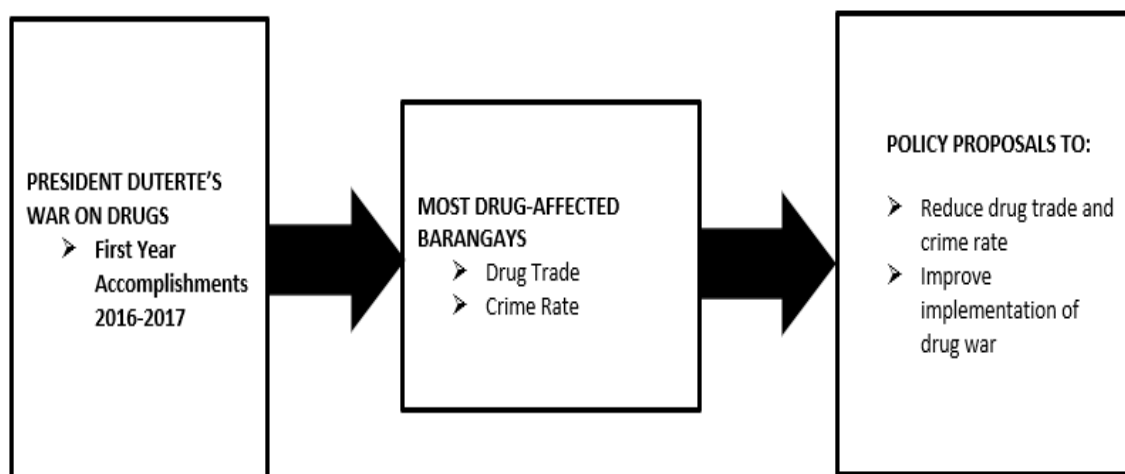 PRESIDENT DUTERTE'S
WAR ON DRUGS
➢ First Year
Accomplishments
2016-2017
MOST DRUG-AFFECTED
BARANGAYS
➢ Drug Trade
➢ Crime Rate
POLICY PROPOSALS TO:
➢ Reduce drug trade and
crime rate
➢ Improve
implementation of
drug war